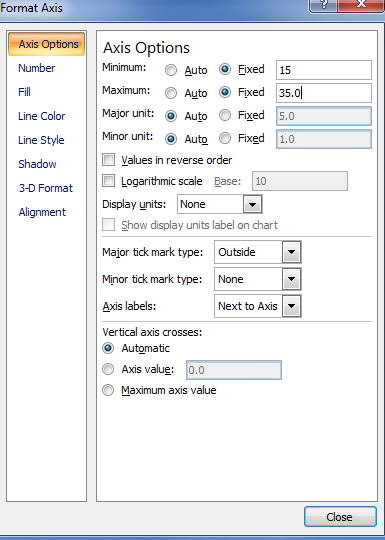 Format Axis
?
Axis Options
Number
Fill
Line Color
Line Style
Shadow
3-D Format
Alignment
Axis Options
Minimum: Auto Fixed 15
Maximum: Auto Fixed 35.0
Major unit: Auto Fixed 5.0
Minor unit: Auto Fixed 1.0
Values in reverse order
Logarithmic scale Base: 10
Display units: None
Show display units label on chart
Major tick mark type: Outside
Minor tick mark type: None
Axis labels: Next to Axis
Vertical axis crosses:
Automatic
Axis value: 0.0
Maximum axis value
Close